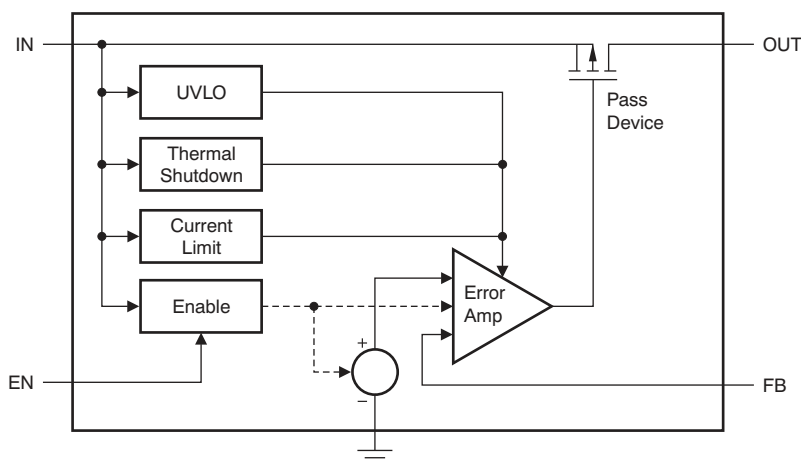 IN
OUT
UVLO
Pass
Device
Thermal
Shutdown
Current
Limit
Enable
Error
Amp
+
EN
FB
–